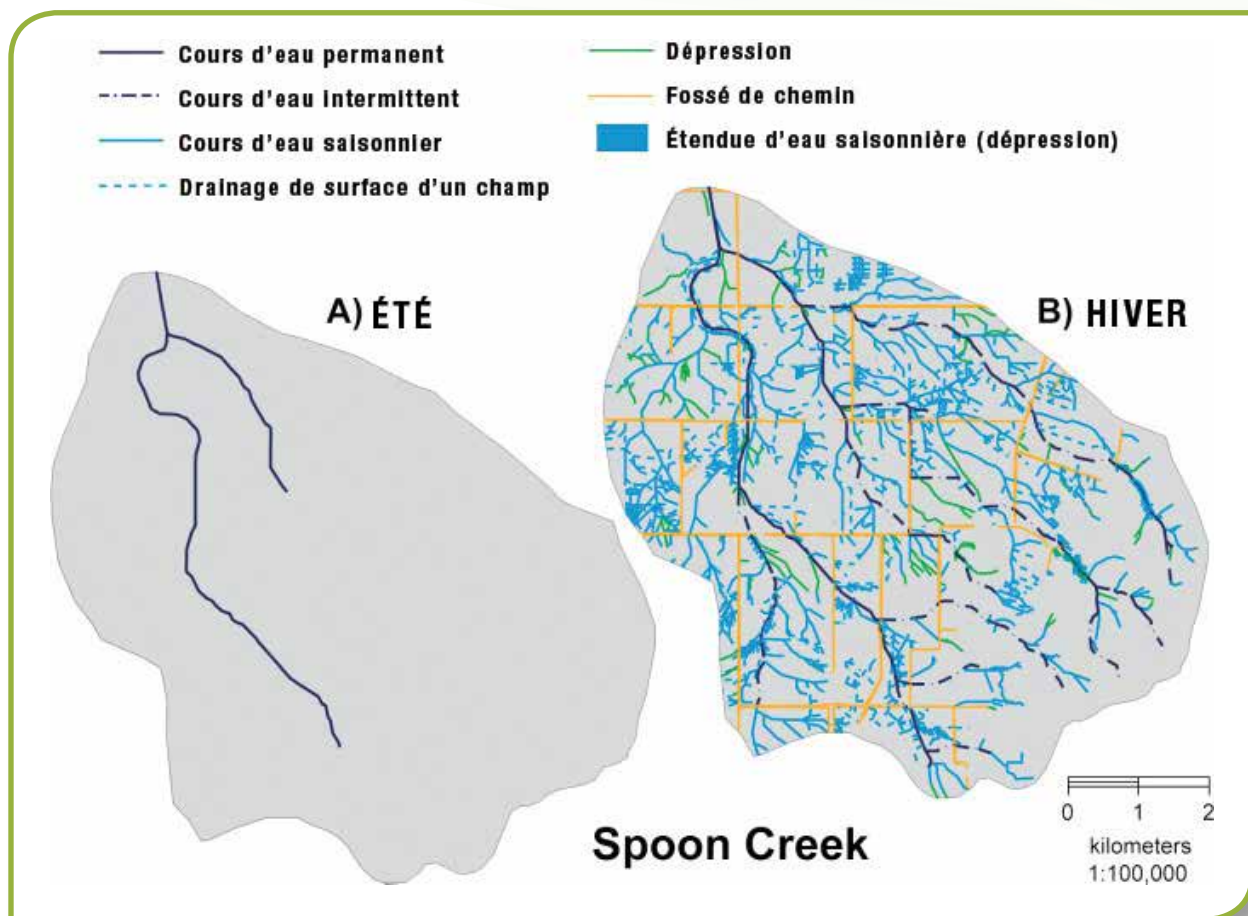 Cours d'eau permanent
Cours d'eau intermittent
Cours d'eau saisonnier
Drainage de surface d'un champ
Dépression
Fossé de chemin
Étendue d'eau saisonnière (dépression)
A) ÉTÉ
B) HIVER
Spoon Creek
0 1 2
kilometers
1:100,000